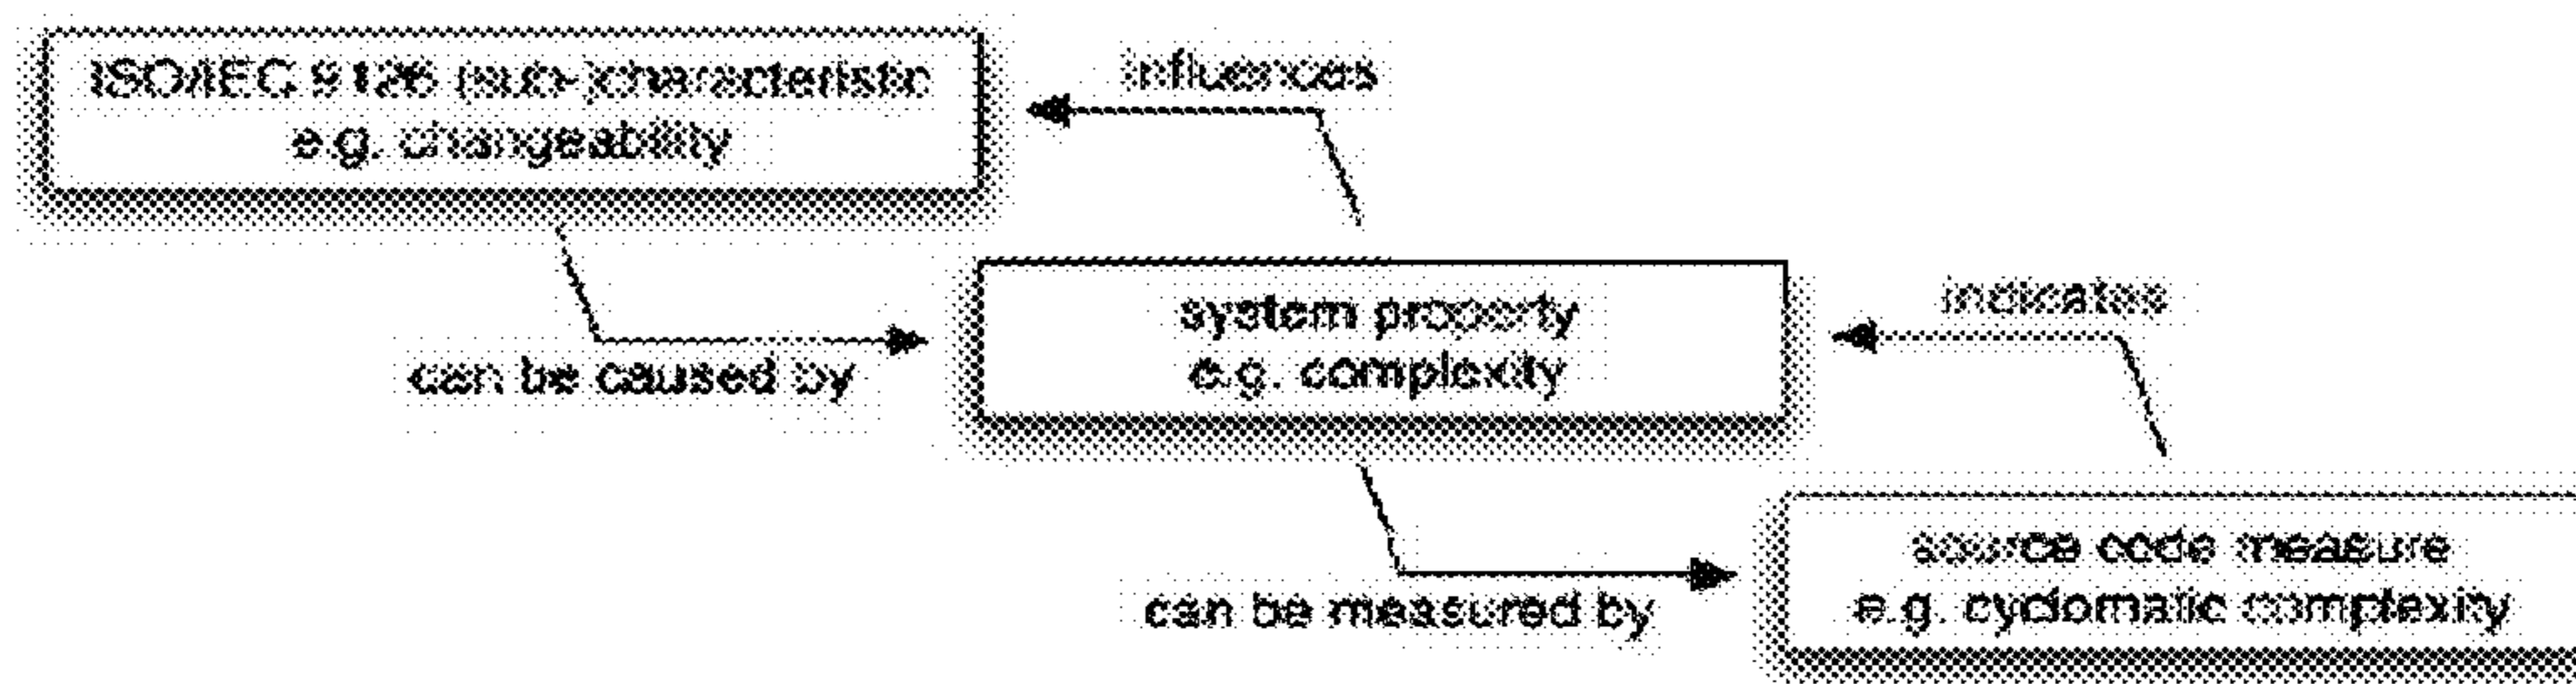 ISO/IEC 9126 (sub-)characteristic
e.g. changeability
influences
can be caused by
system property
e.g. complexity
indicates
can be measured by
source code measure
e.g. cyclomatic complexity